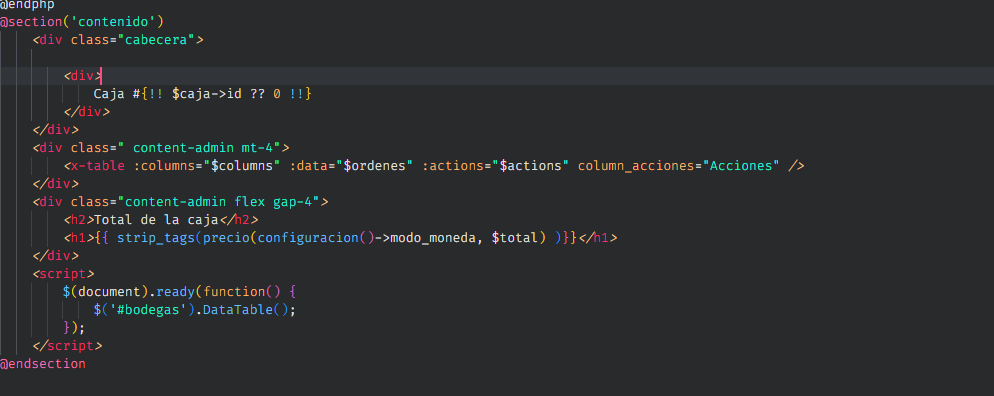 @endphp
@section('contenido')
<div class="cabecera">
<div>
Caja #{!! $caja->id ?? 0 !!}
</div>
</div>
<div class=" content-admin mt-4">
<x-table :columns="$columns" :data="$ordenes" :actions="$actions" column_acciones="Acciones" />
</div>
<div class="content-admin flex gap-4">
<h2>Total de la caja</h2>
<h1>{{ strip_tags(precio(configuracion()->modo_moneda, $total) )}}</h1>
</div>
<script>
$(document).ready(function() {
$('#bodegas').DataTable();
});
</script>
@endsection